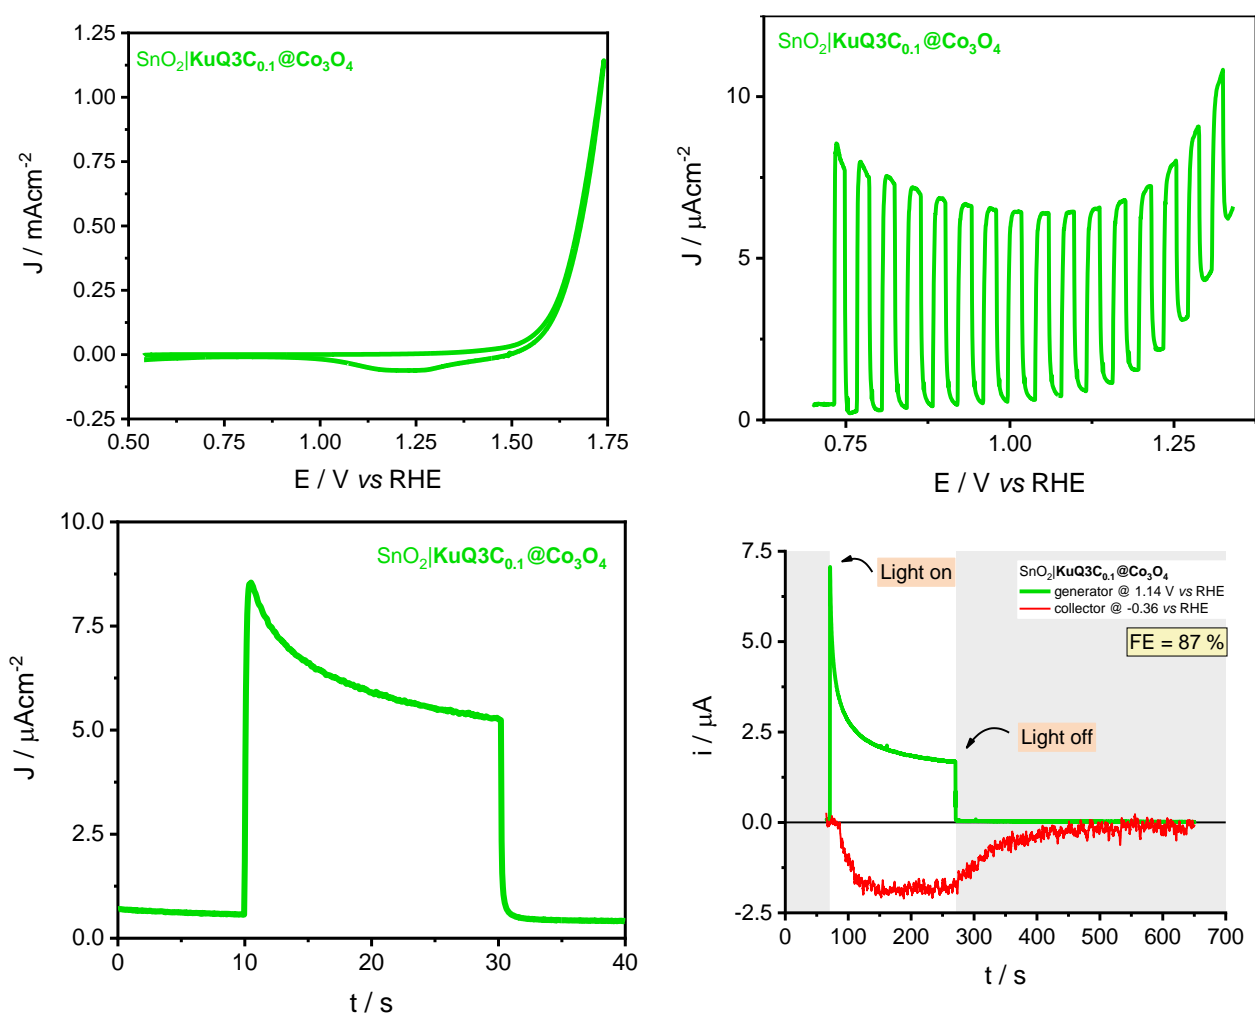 SnO₂|KuQ3C₀.₁@Co₃O₄
1.25
1.00
0.75
0.50
0.25
0.00
-0.25
0.50
0.75
1.00
1.25
1.50
1.75
J / mAcm⁻²
E / V vs RHE
SnO₂|KuQ3C₀.₁@Co₃O₄
10
5
0
0.75
1.00
1.25
J / µAcm⁻²
E / V vs RHE
SnO₂|KuQ3C₀.₁@Co₃O₄
10.0
7.5
5.0
2.5
0.0
0
10
20
30
40
J / µAcm⁻²
t / s
7.5
5.0
2.5
0.0
-2.5
0
100
200
300
400
500
600
700
i / µA
t / s
Light on
SnO₂|KuQ3C₀.₁@Co₃O₄
generator @ 1.14 V vs RHE
collector @ -0.36 vs RHE
FE = 87 %
Light off